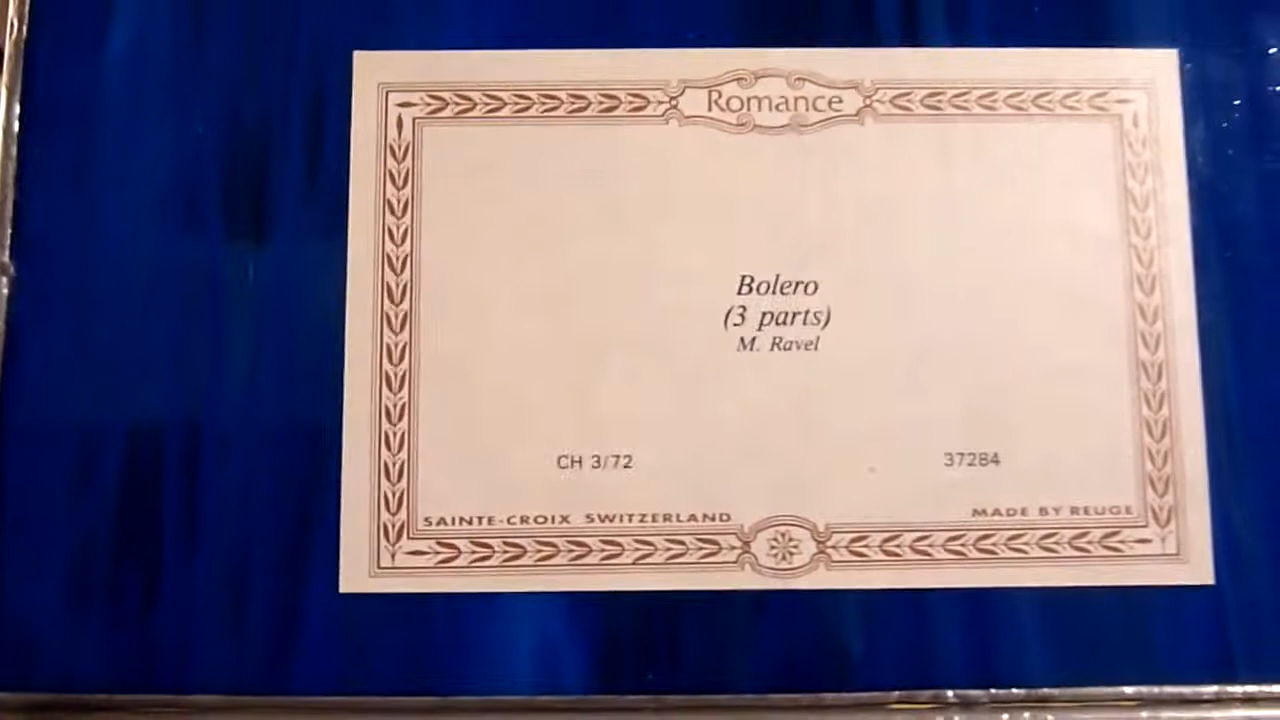 Romance
Bolero
(3 parts)
M. Ravel
CH 3/72 37284
SAINTE-CROIX SWITZERLAND MADE BY REUGE